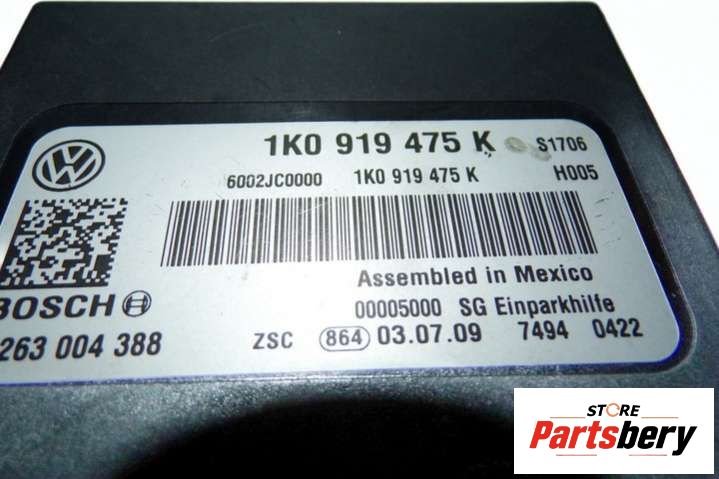 1K0 919 475 K S1706
6002JC0000 1K0 919 475 K H005
Assembled in Mexico
BOSCH 00005000 SG Einparkhilfe
263 004 388 ZSC 864 03.07.09 7494 0422
STORE
Partsbery